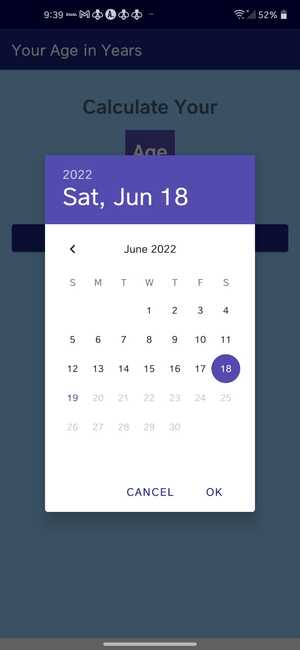 9:39
52%
Your Age in Years
Calculate Your
Age
2022
Sat, Jun 18
June 2022
S M T W T F S
1 2 3 4
5 6 7 8 9 10 11
12 13 14 15 16 17 18
19 20 21 22 23 24 25
26 27 28 29 30
CANCEL OK